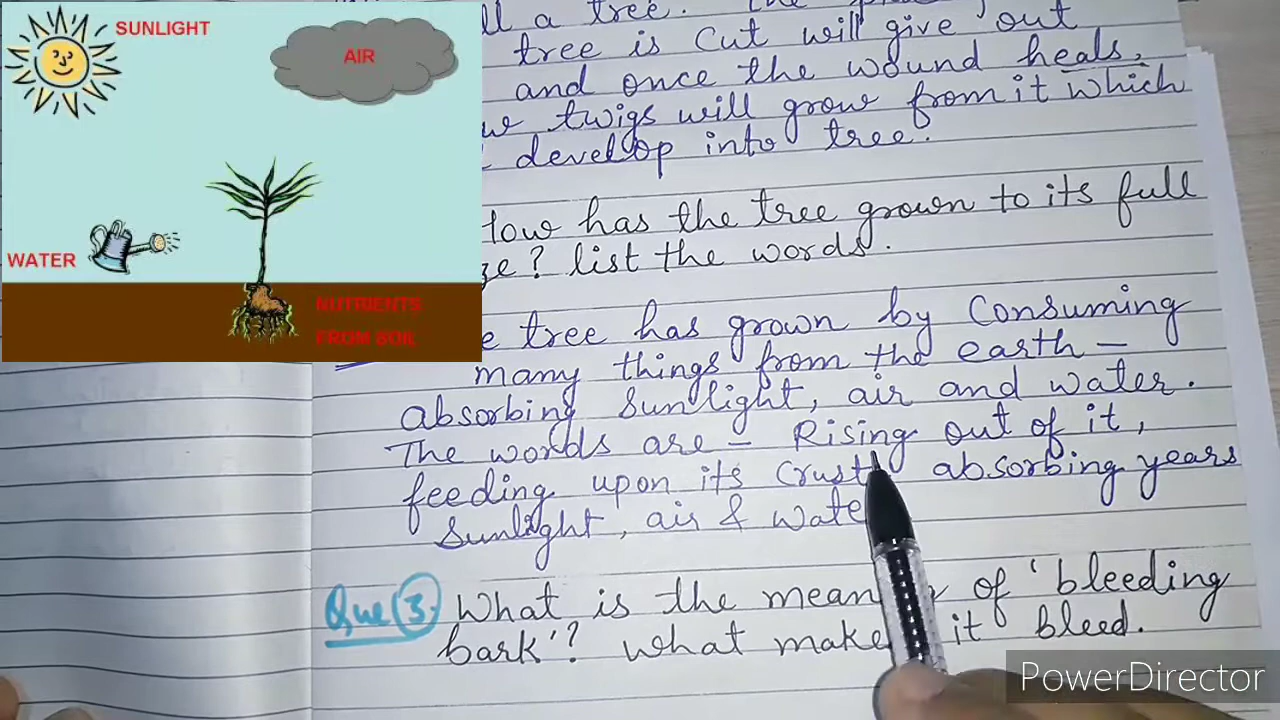 SUNLIGHT
AIR
WATER
NUTRIENTS
FROM SOIL
a tree. The
tree is cut will give out
and once the wound heals,
twigs will grow from it which
develop into tree.
How has the tree grown to its full
? list the words.
tree has grown by consuming
many things from the earth –
absorbing sunlight, air and water.
The words are – Rising out of it,
feeding upon its crust, absorbing years
sunlight, air & wate
Que (3) What is the mean of 'bleeding
bark'? What make it bleed.
PowerDirector